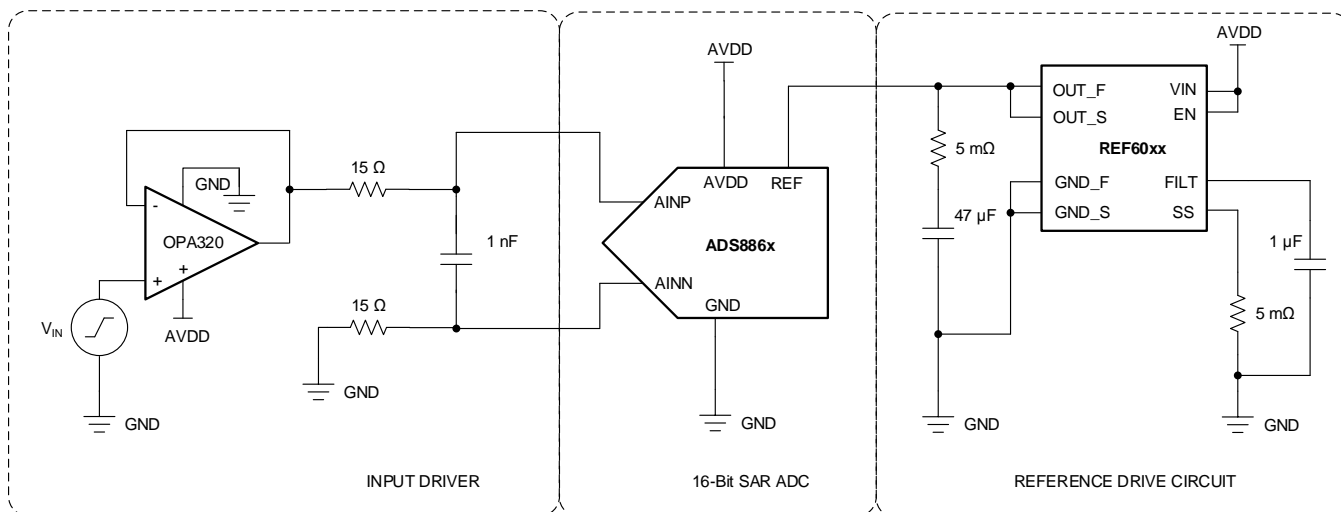 GND
-
OPA320
+
+
AVDD
V_IN
GND
15 Ω
1 nF
15 Ω
GND
INPUT DRIVER
AVDD
AVDD
REF
AINP
ADS886x
AINN
GND
GND
16-Bit SAR ADC
5 mΩ
47 µF
GND
AVDD
OUT_F
VIN
OUT_S
EN
REF60xx
GND_F
FILT
GND_S
SS
1 µF
5 mΩ
GND
REFERENCE DRIVE CIRCUIT